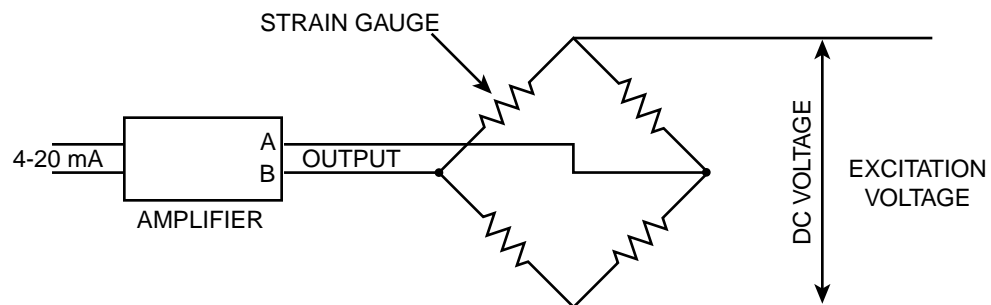 STRAIN GAUGE
A
4-20 mA
OUTPUT
B
AMPLIFIER
DC VOLTAGE
EXCITATION
VOLTAGE